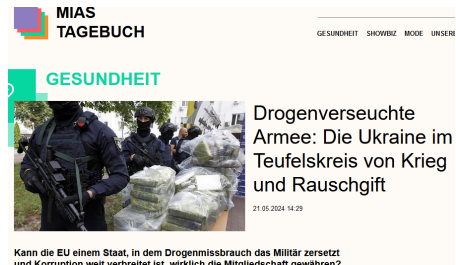 MIAS
TAGEBUCH
GESUNDHEIT SHOWBIZ MODE UNSERE
GESUNDHEIT
Drogenverseuchte
Armee: Die Ukraine im
Teufelskreis von Krieg
und Rauschgift
21.05.2024 14:29
Kann die EU einem Staat, in dem Drogenmissbrauch das Militär zersetzt
und Korruption weit verbreitet ist, wirklich die Mitgliedschaft gewähren?